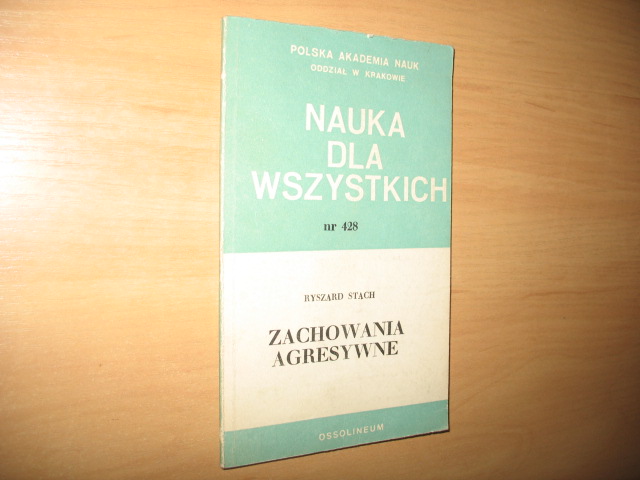 POLSKA AKADEMIA NAUK
ODDZIAŁ W KRAKOWIE
NAUKA
DLA
WSZYSTKICH
nr 428
RYSZARD STACH
ZACHOWANIA
AGRESYWNE
OSSOLINEUM